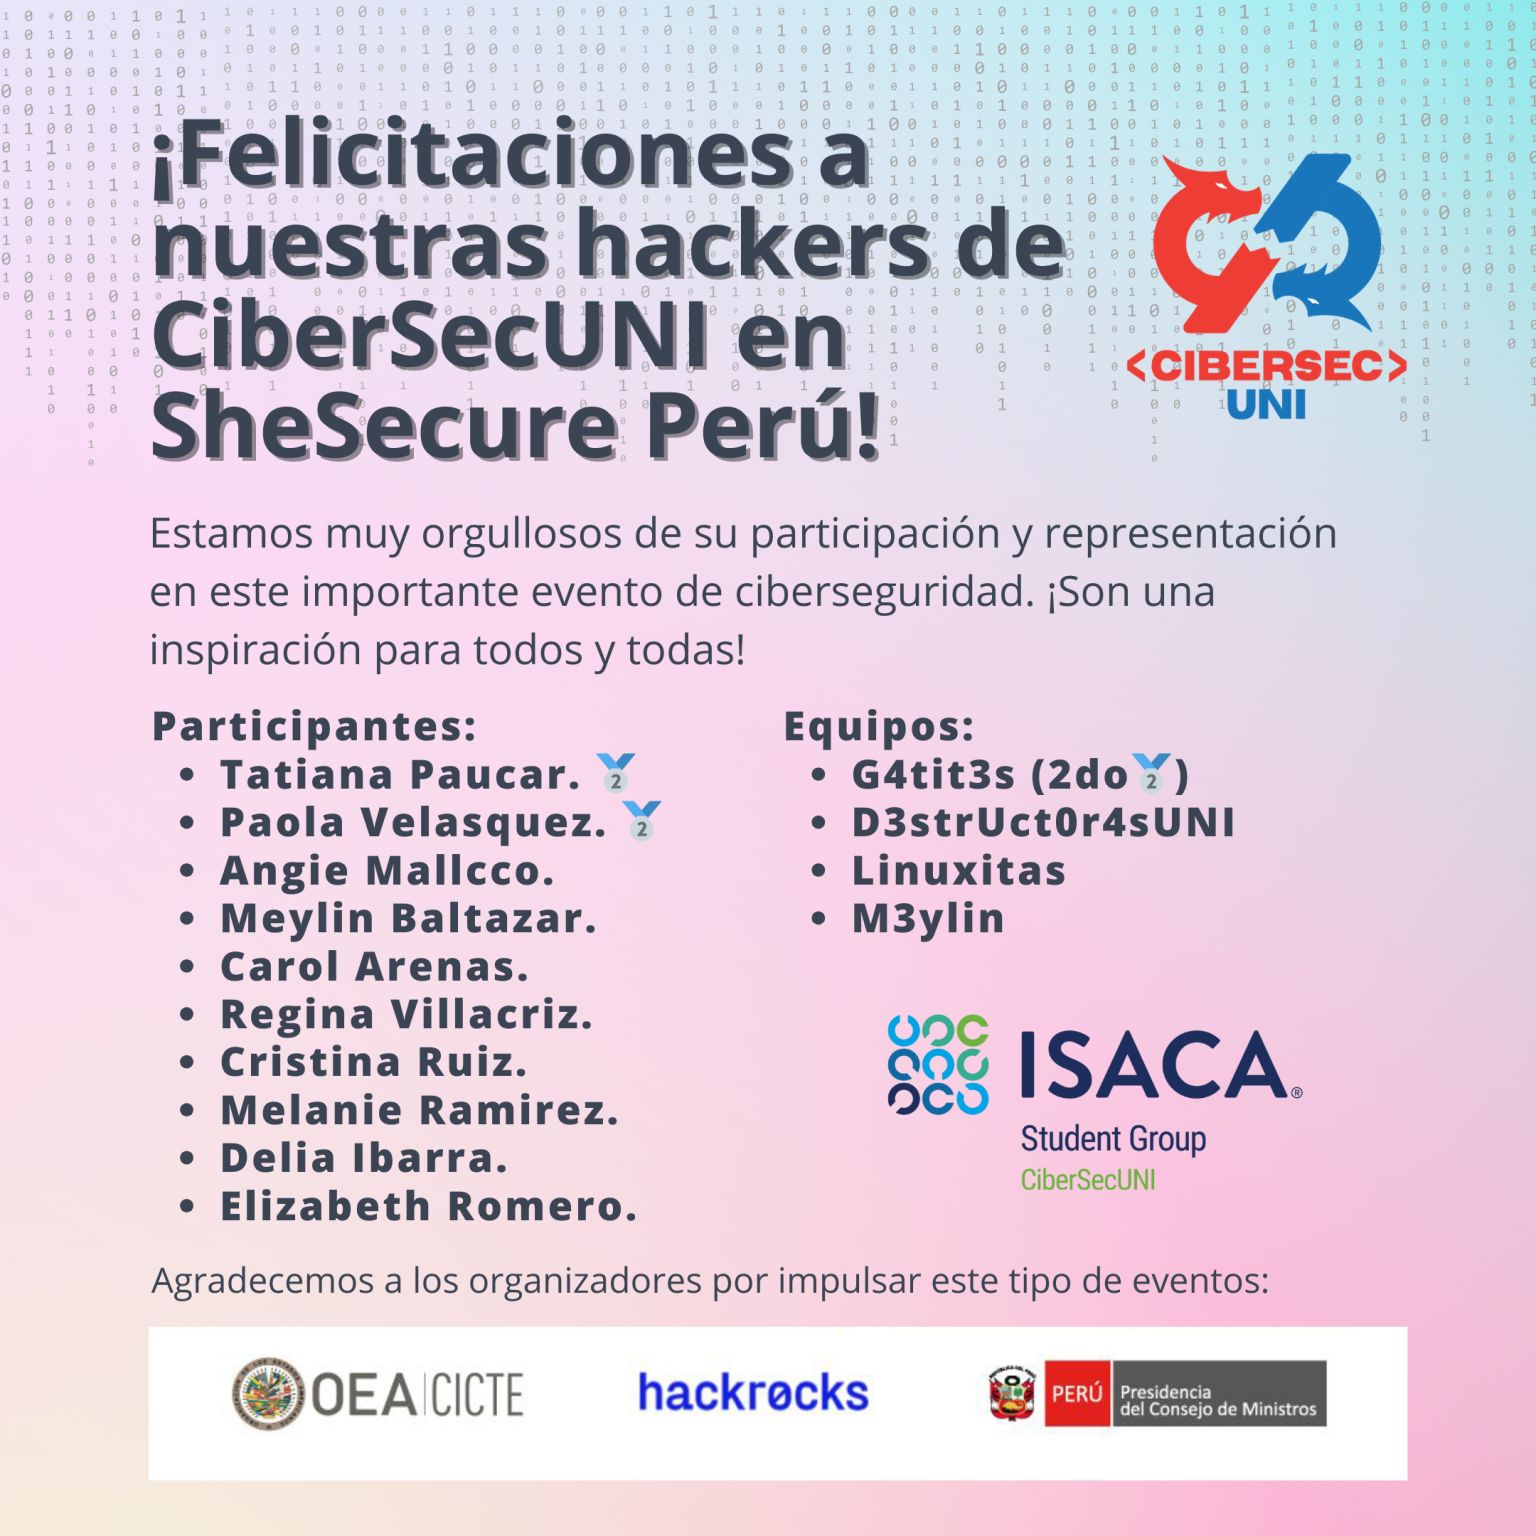 ¡Felicitaciones a
nuestras hackers de
CiberSecUNI en
SheSecure Perú!
<CIBERSEC>
UNI
Estamos muy orgullosos de su participación y representación
en este importante evento de ciberseguridad. ¡Son una
inspiración para todos y todas!
Participantes:
• Tatiana Paucar. 🥈
• Paola Velasquez. 🥈
• Angie Mallcco.
• Meylin Baltazar.
• Carol Arenas.
• Regina Villacriz.
• Cristina Ruiz.
• Melanie Ramirez.
• Delia Ibarra.
• Elizabeth Romero.
Equipos:
• G4tit3s (2do🥈)
• D3strUct0r4sUNI
• Linuxitas
• M3ylin
ISACA®
Student Group
CiberSecUNI
Agradecemos a los organizadores por impulsar este tipo de eventos:
OEA|CICTE
hackrøcks
PERÚ
Presidencia
del Consejo de Ministros